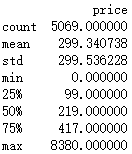 price
count 5069.000000
mean 299.340738
std 299.536228
min 0.000000
25% 99.000000
50% 219.000000
75% 417.000000
max 8380.000000